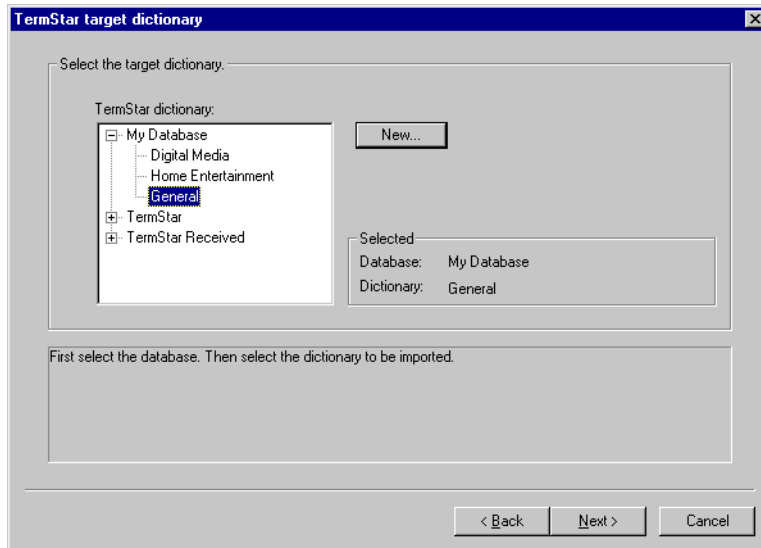 TermStar target dictionary
Select the target dictionary.
TermStar dictionary:
My Database
Digital Media
Home Entertainment
General
TermStar
TermStar Received
New...
Selected
Database: My Database
Dictionary: General
First select the database. Then select the dictionary to be imported.
< Back Next > Cancel